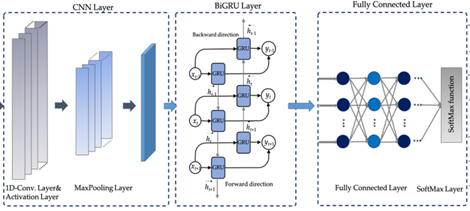 CNN Layer
BiGRU Layer
Fully Connected Layer
Backward direction
GRU
GRU
GRU
GRU
GRU
GRU
Forward direction
1D-Conv. Layer&
Activation Layer
MaxPooling Layer
Fully Connected Layer
SoftMax Layer
SoftMax function